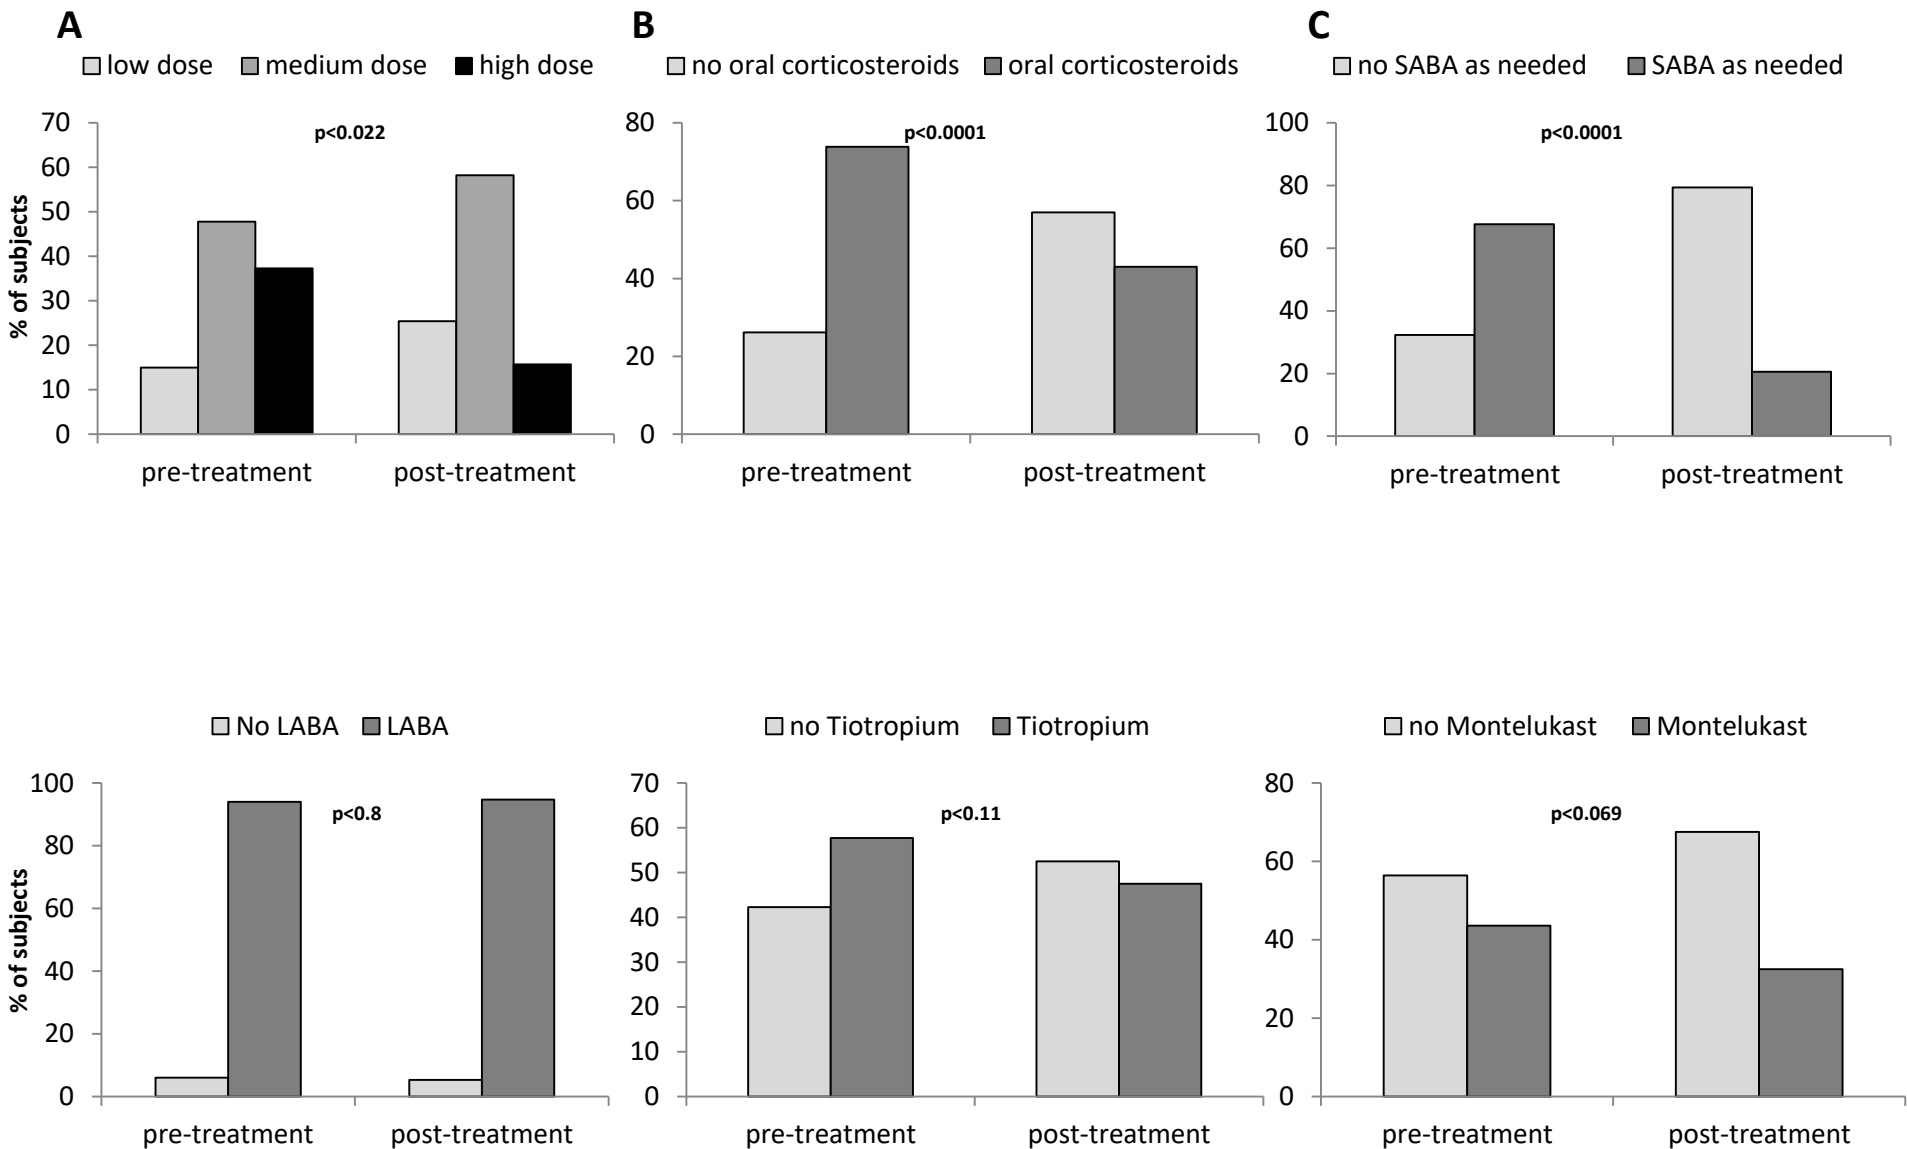 A
low dose medium dose high dose
p<0.022
% of subjects
70
60
50
40
30
20
10
0
pre-treatment post-treatment
B
no oral corticosteroids oral corticosteroids
p<0.0001
80
60
40
20
0
pre-treatment post-treatment
C
no SABA as needed SABA as needed
p<0.0001
100
80
60
40
20
0
pre-treatment post-treatment
No LABA LABA
p<0.8
% of subjects
100
80
60
40
20
0
pre-treatment post-treatment
no Tiotropium Tiotropium
p<0.11
70
60
50
40
30
20
10
0
pre-treatment post-treatment
no Montelukast Montelukast
p<0.069
80
60
40
20
0
pre-treatment post-treatment